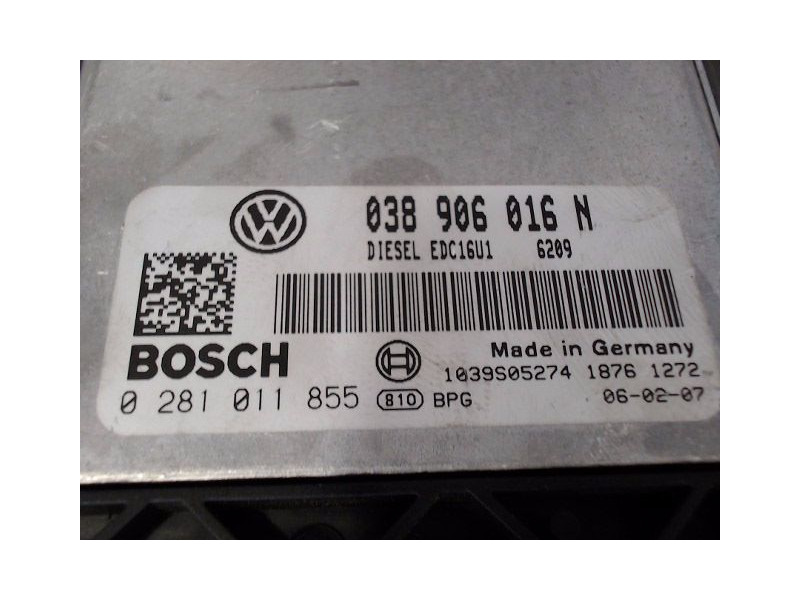 038 906 016 N
DIESEL EDC16U1 6209
BOSCH
Made in Germany
1039S05274 1876 1272
0 281 011 855 810 BPG 06-02-07